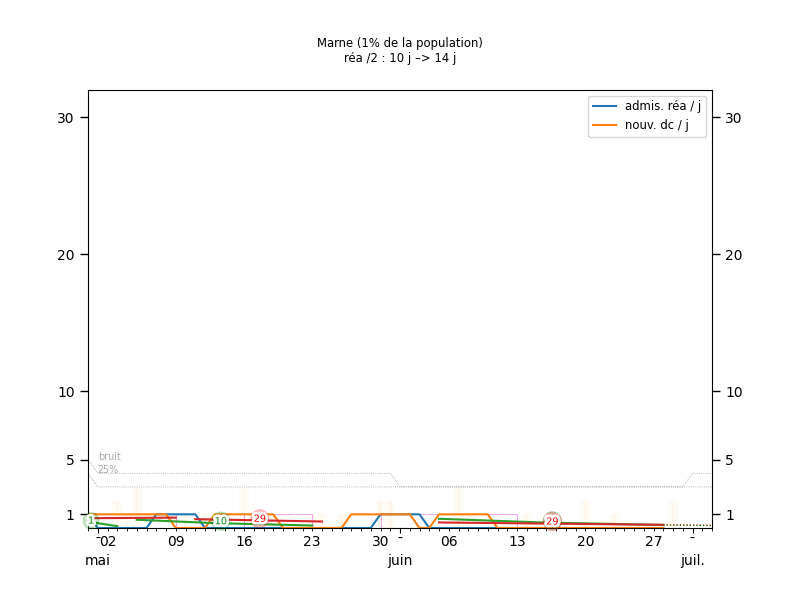 Marne (1% de la population)
réa /2 : 10 j –> 14 j
admis. réa / j
nouv. dc / j
30 30
20 20
10 10
5 5
1 1
bruit
25%
1 10 29 29
02 09 16 23 30 - 06 13 20 27 -
mai juin juil.